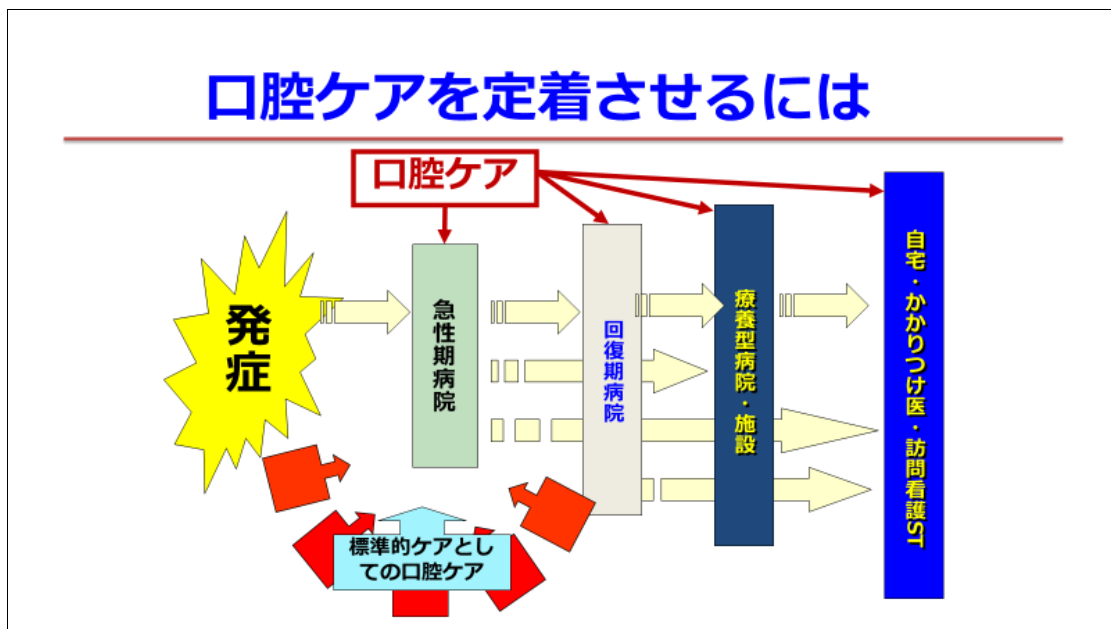 口腔ケアを定着させるには
口腔ケア
発症
急性期病院
回復期病院
療養型病院・施設
自宅・かかりつけ医・訪問看護ST
標準的ケアとし
ての口腔ケア